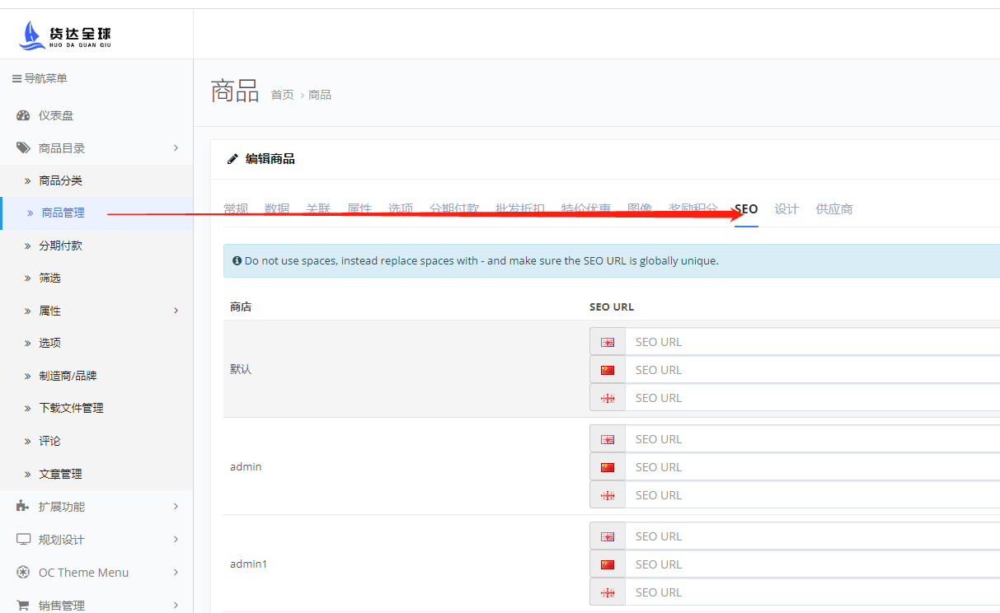 货达全球
HUO DA QUAN QIU
导航菜单
仪表盘
商品目录
商品分类
商品管理
分期付款
筛选
属性
选项
制造商/品牌
下载文件管理
评论
文章管理
扩展功能
规划设计
OC Theme Menu
销售管理
商品 首页 › 商品
编辑商品
常规 数据 关联 属性 选项 分期付款 批发折扣 特价优惠 图像 奖励积分 SEO 设计 供应商
Do not use spaces, instead replace spaces with - and make sure the SEO URL is globally unique.
商店 SEO URL
默认
SEO URL
SEO URL
SEO URL
admin
SEO URL
SEO URL
SEO URL
admin1
SEO URL
SEO URL
SEO URL